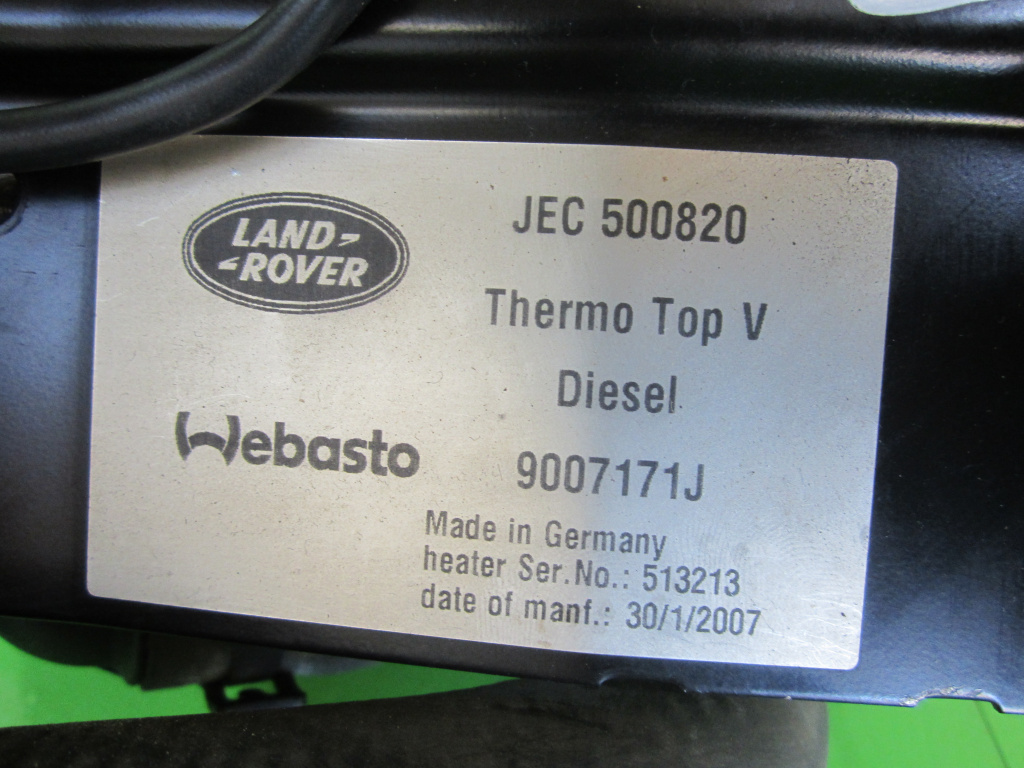 LAND-
-ROVER
JEC 500820
Thermo Top V
Diesel
Webasto
9007171J
Made in Germany
heater Ser.No.: 513213
date of manf.: 30/1/2007